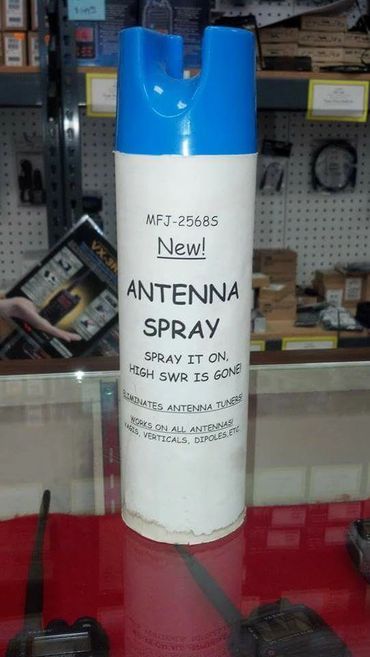 MFJ-2568S
New!
ANTENNA
SPRAY
SPRAY IT ON,
HIGH SWR IS GONE!
ELIMINATES ANTENNA TUNERS!
WORKS ON ALL ANTENNAS!
YAGIS, VERTICALS, DIPOLES, ETC.